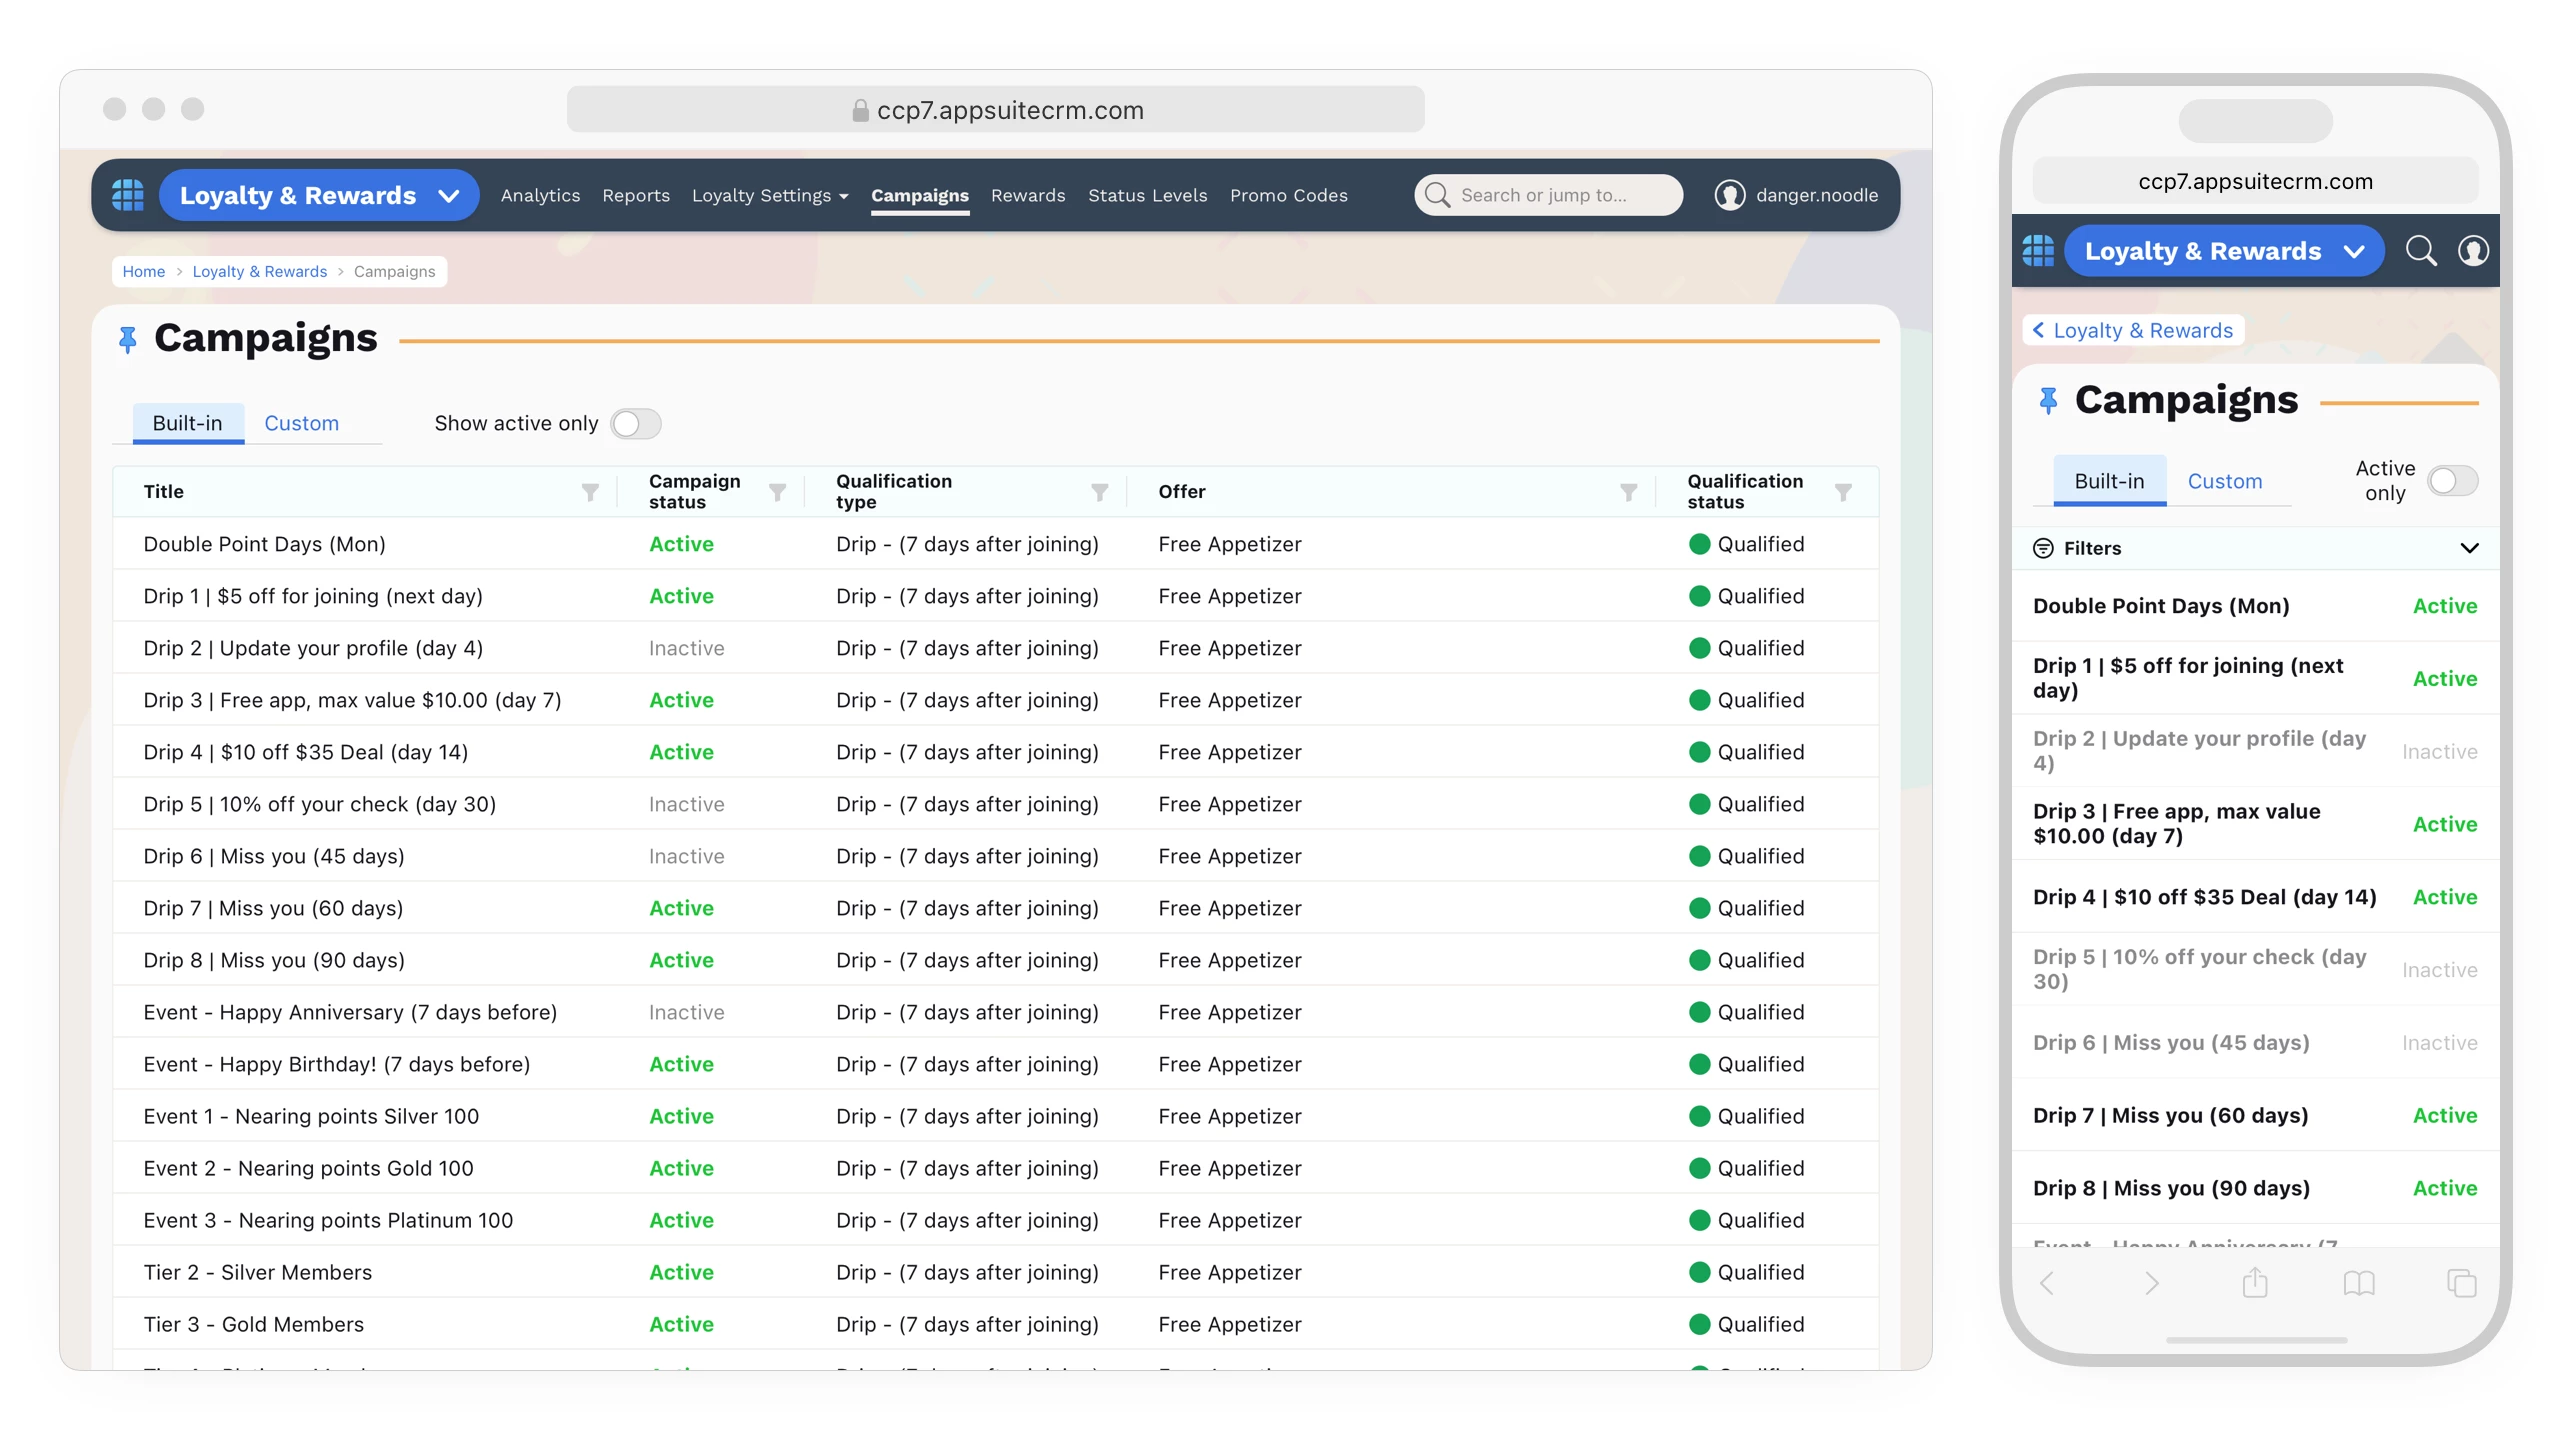 ccp7.appsuitecrm.com
Loyalty & Rewards Analytics Reports Loyalty Settings Campaigns Rewards Status Levels Promo Codes Search or jump to... danger.noodle
Home > Loyalty & Rewards > Campaigns
Campaigns
Built-in Custom Show active only
Title Campaign status Qualification type Offer Qualification status
Double Point Days (Mon) Active Drip - (7 days after joining) Free Appetizer Qualified
Drip 1 | $5 off for joining (next day) Active Drip - (7 days after joining) Free Appetizer Qualified
Drip 2 | Update your profile (day 4) Inactive Drip - (7 days after joining) Free Appetizer Qualified
Drip 3 | Free app, max value $10.00 (day 7) Active Drip - (7 days after joining) Free Appetizer Qualified
Drip 4 | $10 off $35 Deal (day 14) Active Drip - (7 days after joining) Free Appetizer Qualified
Drip 5 | 10% off your check (day 30) Inactive Drip - (7 days after joining) Free Appetizer Qualified
Drip 6 | Miss you (45 days) Inactive Drip - (7 days after joining) Free Appetizer Qualified
Drip 7 | Miss you (60 days) Active Drip - (7 days after joining) Free Appetizer Qualified
Drip 8 | Miss you (90 days) Active Drip - (7 days after joining) Free Appetizer Qualified
Event - Happy Anniversary (7 days before) Inactive Drip - (7 days after joining) Free Appetizer Qualified
Event - Happy Birthday! (7 days before) Active Drip - (7 days after joining) Free Appetizer Qualified
Event 1 - Nearing points Silver 100 Active Drip - (7 days after joining) Free Appetizer Qualified
Event 2 - Nearing points Gold 100 Active Drip - (7 days after joining) Free Appetizer Qualified
Event 3 - Nearing points Platinum 100 Active Drip - (7 days after joining) Free Appetizer Qualified
Tier 2 - Silver Members Active Drip - (7 days after joining) Free Appetizer Qualified
Tier 3 - Gold Members Active Drip - (7 days after joining) Free Appetizer Qualified
ccp7.appsuitecrm.com
Loyalty & Rewards
< Loyalty & Rewards
Campaigns
Built-in Custom Active only
Filters
Double Point Days (Mon) Active
Drip 1 | $5 off for joining (next
day) Active
Drip 2 | Update your profile (day
4) Inactive
Drip 3 | Free app, max value
$10.00 (day 7) Active
Drip 4 | $10 off $35 Deal (day 14) Active
Drip 5 | 10% off your check (day
30) Inactive
Drip 6 | Miss you (45 days) Inactive
Drip 7 | Miss you (60 days) Active
Drip 8 | Miss you (90 days) Active
Event - Happy Anniversary (7